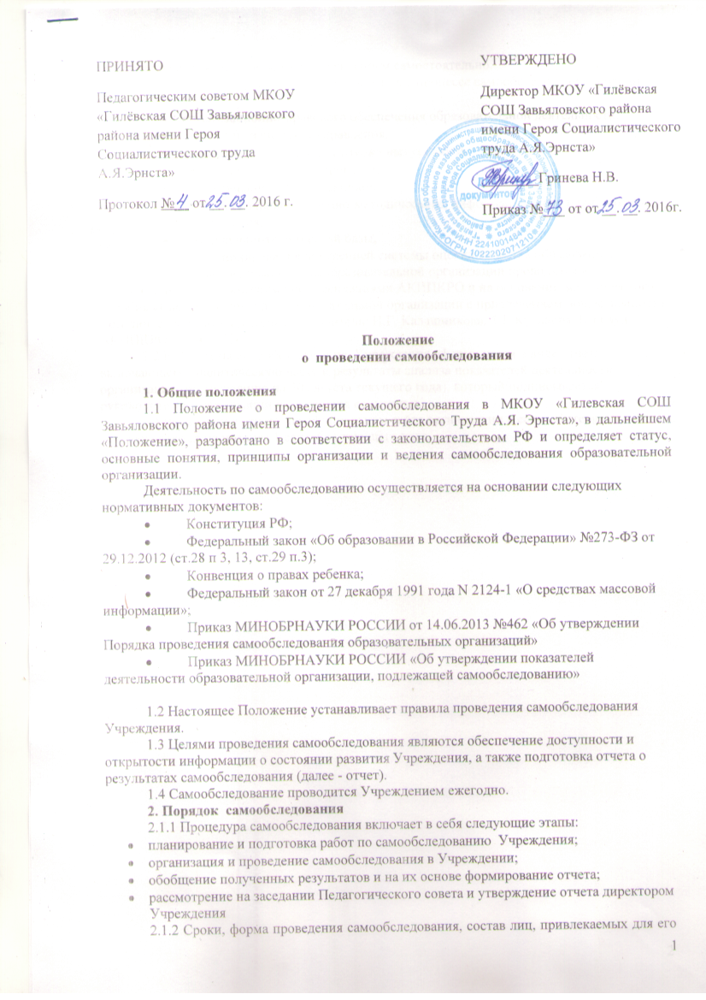 ПРИНЯТО
Педагогическим советом МКОУ
«Гилёвская СОШ Завьяловского
района имени Героя
Социалистического труда
А.Я.Эрнста»
Протокол №4 от 25.03. 2016 г.
УТВЕРЖДЕНО
Директор МКОУ «Гилёвская
СОШ Завьяловского района
имени Героя Социалистического
труда А.Я.Эрнста»
Гринева Н.В.
Приказ № 73 от от 25.03. 2016г.
документов
ИНН 2241001484
ОГРН 1022202071210
Положение
о проведении самообследования
1. Общие положения
1.1 Положение о проведении самообследования в МКОУ «Гилевская СОШ
Завьяловского района имени Героя Социалистического Труда А.Я. Эрнста», в дальнейшем
«Положение», разработано в соответствии с законодательством РФ и определяет статус,
основные понятия, принципы организации и ведения самообследования образовательной
организации.
Деятельность по самообследованию осуществляется на основании следующих
нормативных документов:
• Конституция РФ;
• Федеральный закон «Об образовании в Российской Федерации» №273-ФЗ от
29.12.2012 (ст.28 п 3, 13, ст.29 п.3);
• Конвенция о правах ребенка;
• Федеральный закон от 27 декабря 1991 года N 2124-1 «О средствах массовой
информации»;
• Приказ МИНОБРНАУКИ РОССИИ от 14.06.2013 №462 «Об утверждении
Порядка проведения самообследования образовательных организаций»
• Приказ МИНОБРНАУКИ РОССИИ «Об утверждении показателей
деятельности образовательной организации, подлежащей самообследованию»
1.2 Настоящее Положение устанавливает правила проведения самообследования
Учреждения.
1.3 Целями проведения самообследования являются обеспечение доступности и
открытости информации о состоянии развития Учреждения, а также подготовка отчета о
результатах самообследования (далее - отчет).
1.4 Самообследование проводится Учреждением ежегодно.
2. Порядок самообследования
2.1.1 Процедура самообследования включает в себя следующие этапы:
• планирование и подготовка работ по самообследованию Учреждения;
• организация и проведение самообследования в Учреждении;
• обобщение полученных результатов и на их основе формирование отчета;
• рассмотрение на заседании Педагогического совета и утверждение отчета директором
Учреждения
2.1.2 Сроки, форма проведения самообследования, состав лиц, привлекаемых для его
1